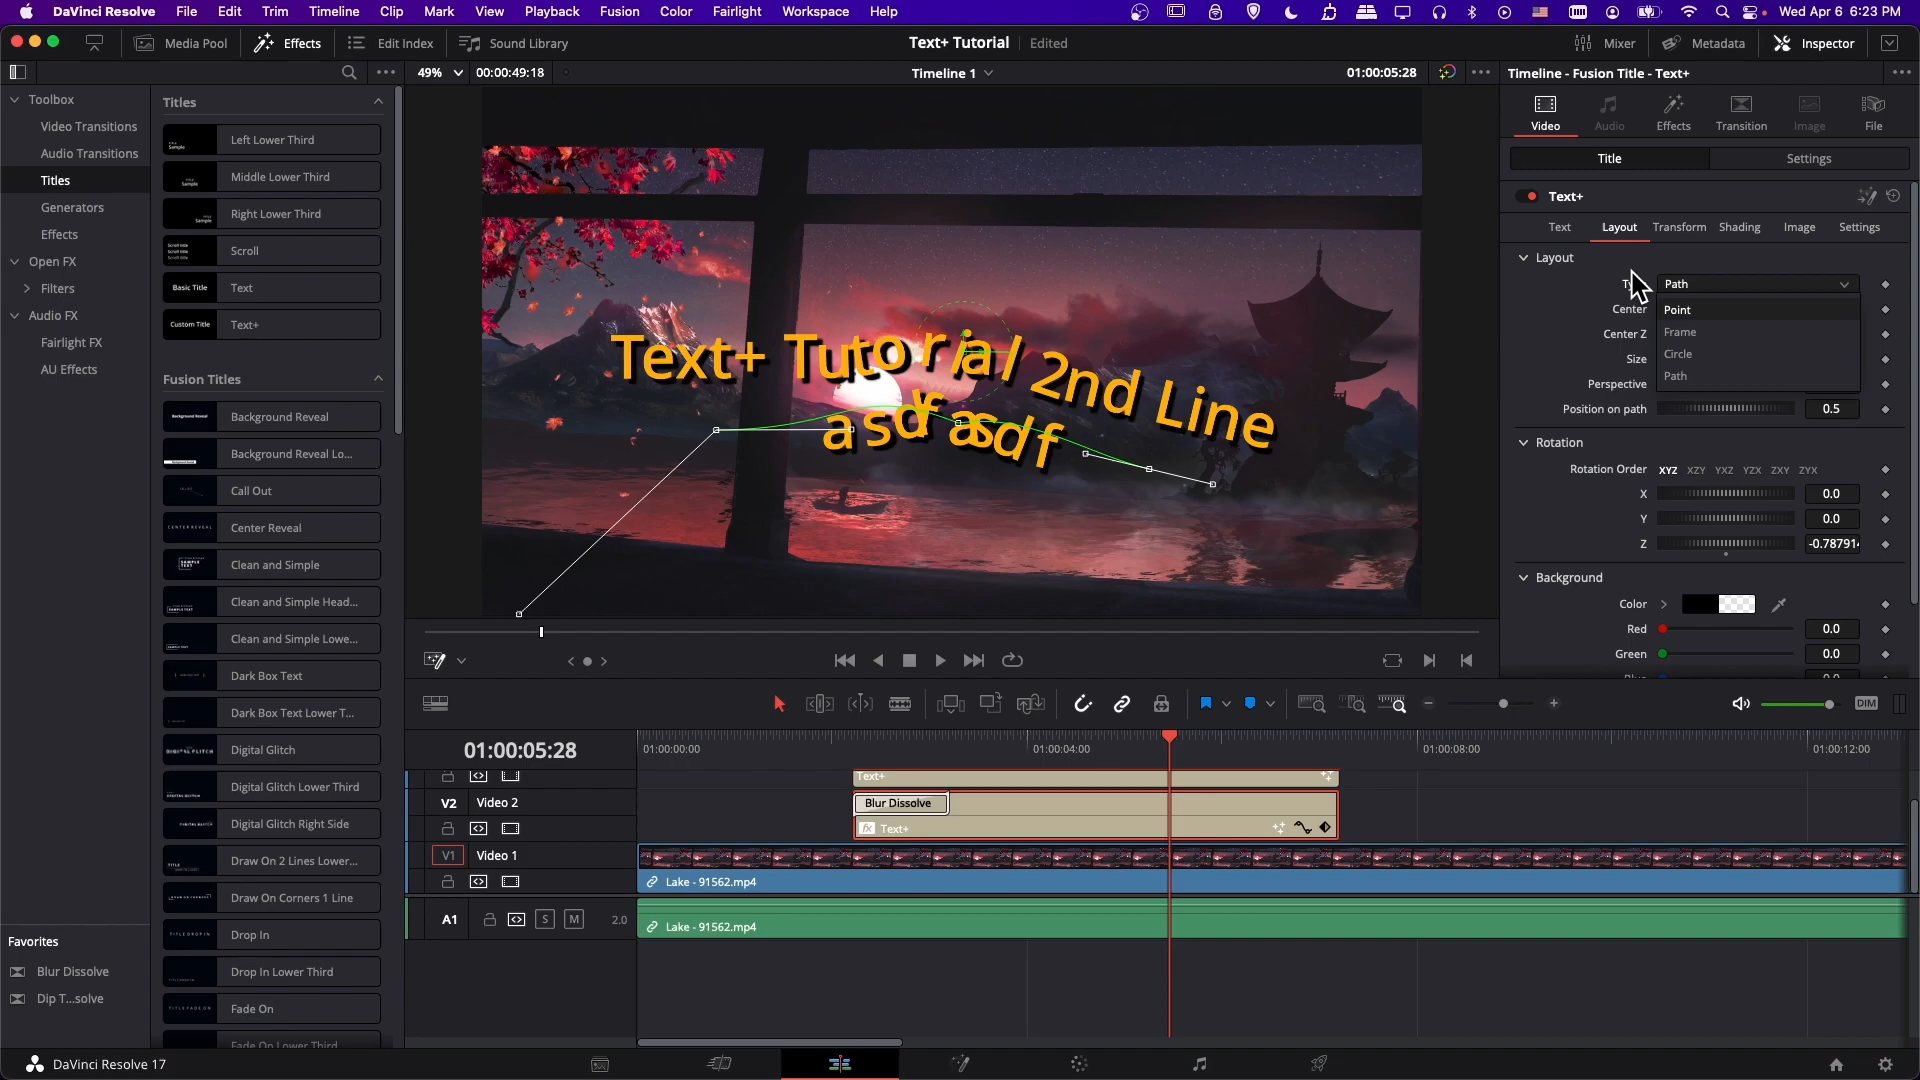 DaVinci Resolve File Edit Trim Timeline Clip Mark View Playback Fusion Color Fairlight Workspace Help Wed Apr 6 6:23 PM
Media Pool Effects Edit Index Sound Library Text+ Tutorial Edited Mixer Metadata Inspector
49% 00:00:49:18 Timeline 1 01:00:05:28 Timeline - Fusion Title - Text+
Toolbox
Video Transitions
Audio Transitions
Titles
Generators
Effects
Open FX
Filters
Audio FX
Fairlight FX
AU Effects
Favorites
Blur Dissolve
Dip T...solve
Titles
Left Lower Third
Middle Lower Third
Right Lower Third
Scroll
Basic Title Text
Custom Title Text+
Fusion Titles
Background Reveal
Background Reveal Lo...
Call Out
Center Reveal
Clean and Simple
Clean and Simple Head...
Clean and Simple Lowe...
Dark Box Text
Dark Box Text Lower T...
Digital Glitch
Digital Glitch Lower Third
Digital Glitch Right Side
Draw On 2 Lines Lower...
Draw On Corners 1 Line
Drop In
Drop In Lower Third
Fade On
Fade On Lower Third
Text+ Tutorial 2nd Line
asdfasdf
Video Audio Effects Transition Image File
Title Settings
Text+
Text Layout Transform Shading Image Settings
Layout
Path
Point
Frame
Circle
Path
Center
Center Z
Size
Perspective
Position on path 0.5
Rotation
Rotation Order XYZ XZY YXZ YZX ZXY ZYX
X 0.0
Y 0.0
Z -0.78791
Background
Color
Red 0.0
Green 0.0
DIM
01:00:05:28 01:00:00:00 01:00:04:00 01:00:08:00 01:00:12:00
Text+
V2 Video 2 Blur Dissolve
fx Text+
V1 Video 1
Lake - 91562.mp4
A1 S M 2.0
Lake - 91562.mp4
DaVinci Resolve 17